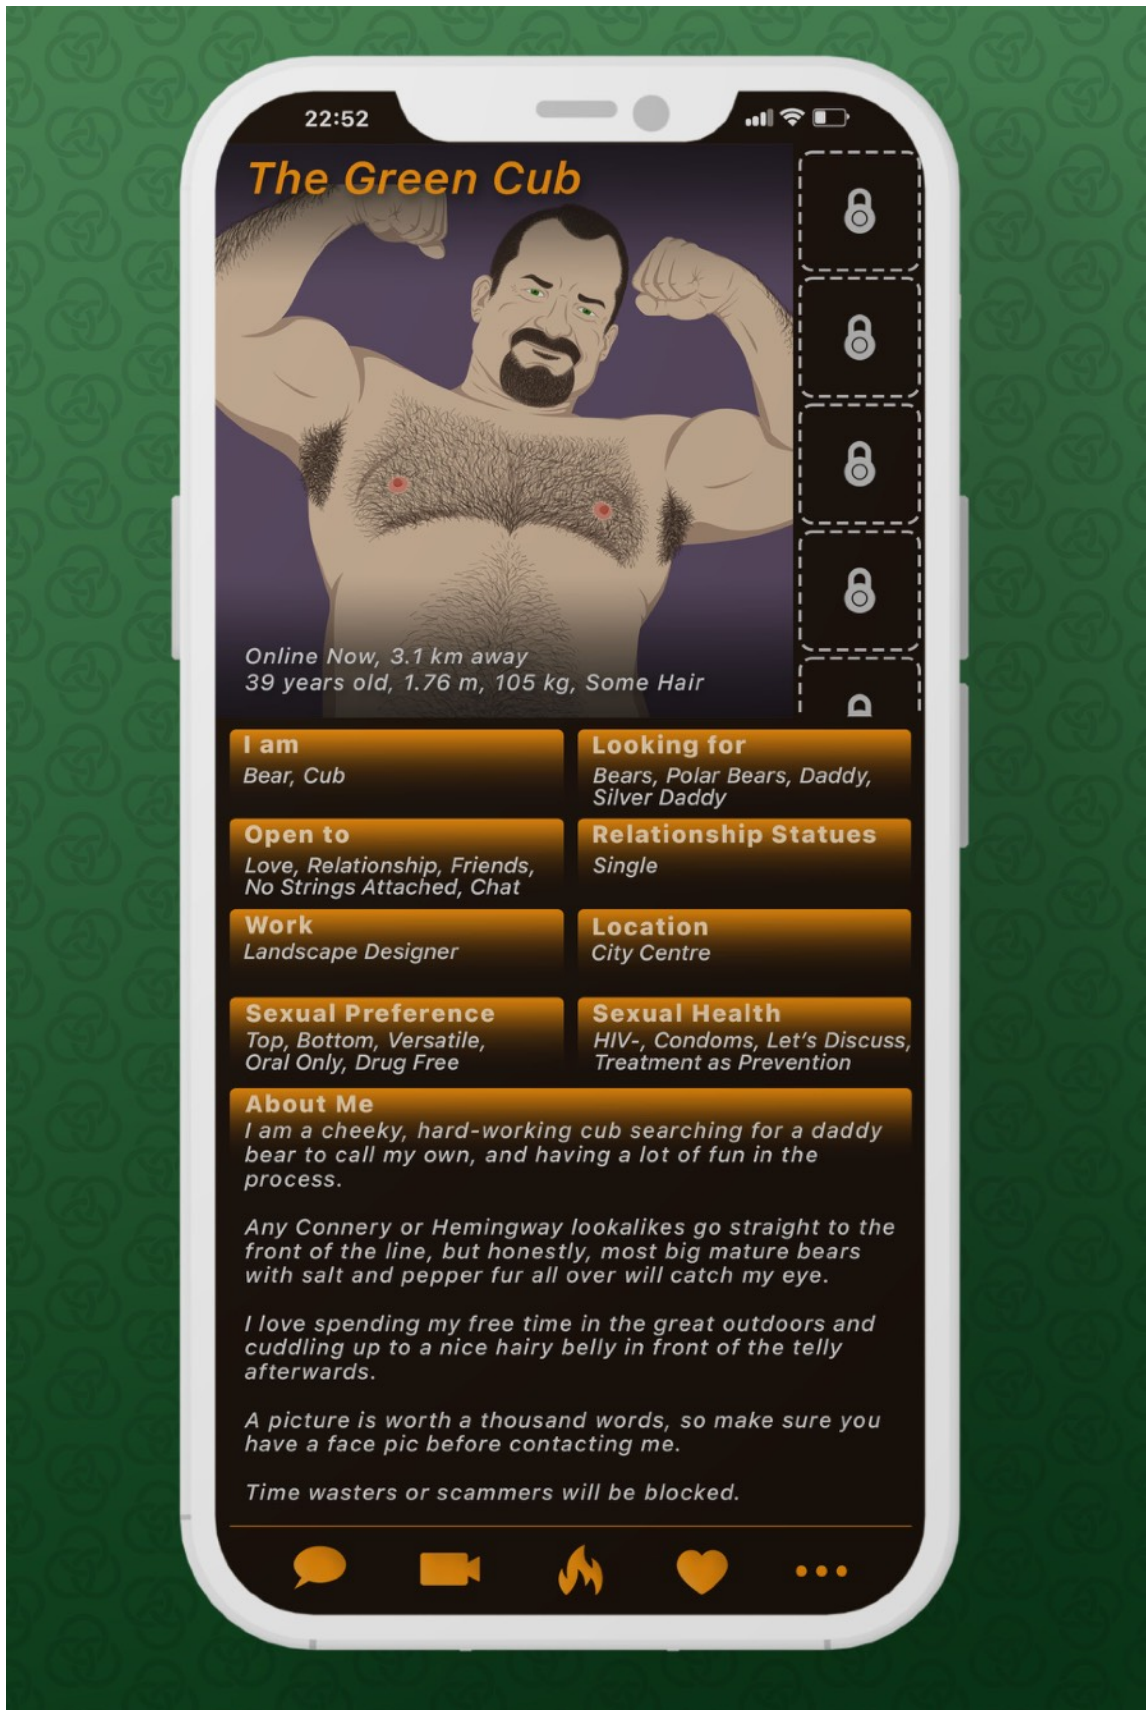 22:52
The Green Cub
Online Now, 3.1 km away
39 years old, 1.76 m, 105 kg, Some Hair
I am
Bear, Cub
Looking for
Bears, Polar Bears, Daddy,
Silver Daddy
Open to
Love, Relationship, Friends,
No Strings Attached, Chat
Relationship Statues
Single
Work
Landscape Designer
Location
City Centre
Sexual Preference
Top, Bottom, Versatile,
Oral Only, Drug Free
Sexual Health
HIV-, Condoms, Let's Discuss,
Treatment as Prevention
About Me
I am a cheeky, hard-working cub searching for a daddy
bear to call my own, and having a lot of fun in the
process.
Any Connery or Hemingway lookalikes go straight to the
front of the line, but honestly, most big mature bears
with salt and pepper fur all over will catch my eye.
I love spending my free time in the great outdoors and
cuddling up to a nice hairy belly in front of the telly
afterwards.
A picture is worth a thousand words, so make sure you
have a face pic before contacting me.
Time wasters or scammers will be blocked.